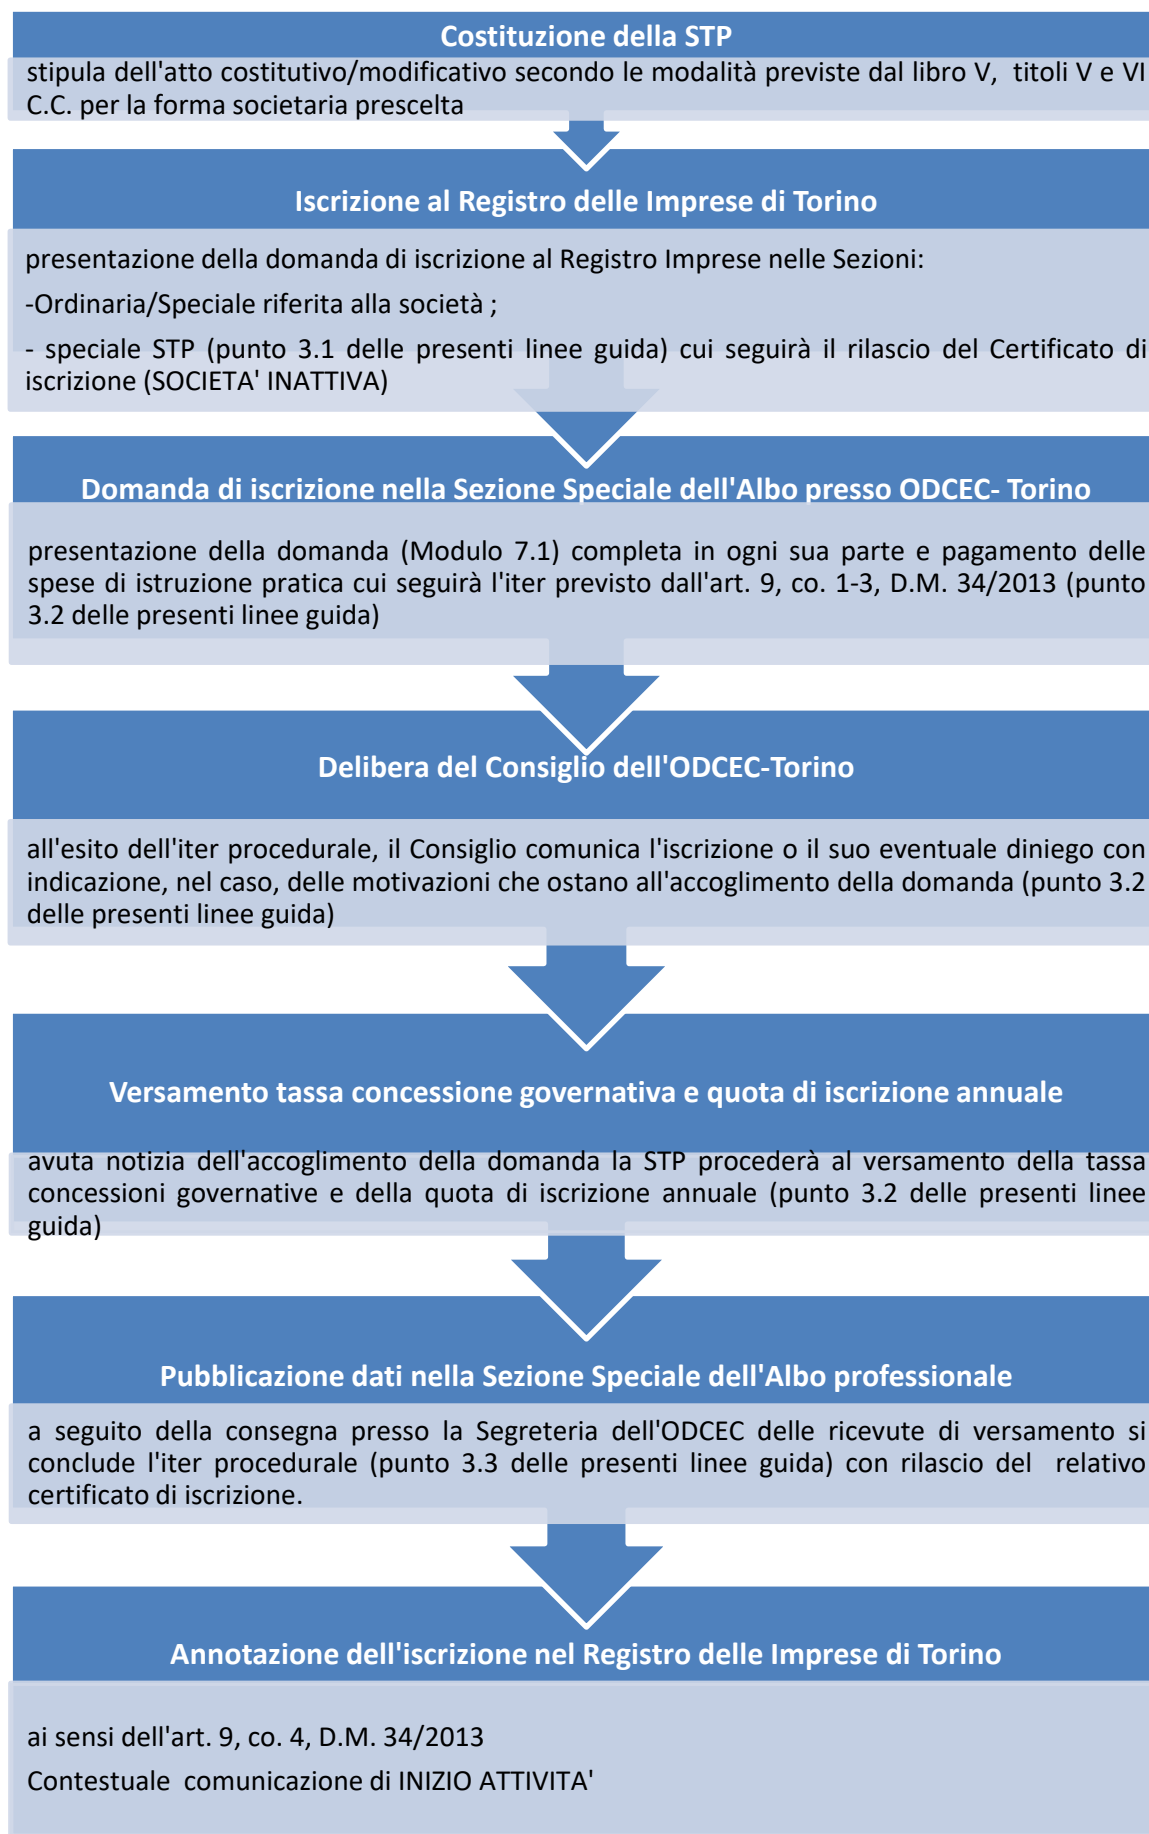 Costituzione della STP
stipula dell'atto costitutivo/modificativo secondo le modalità previste dal libro V, titoli V e VI
C.C. per la forma societaria prescelta
Iscrizione al Registro delle Imprese di Torino
presentazione della domanda di iscrizione al Registro Imprese nelle Sezioni:
-Ordinaria/Speciale riferita alla società ;
- speciale STP (punto 3.1 delle presenti linee guida) cui seguirà il rilascio del Certificato di
iscrizione (SOCIETA' INATTIVA)
Domanda di iscrizione nella Sezione Speciale dell'Albo presso ODCEC- Torino
presentazione della domanda (Modulo 7.1) completa in ogni sua parte e pagamento delle
spese di istruzione pratica cui seguirà l'iter previsto dall'art. 9, co. 1-3, D.M. 34/2013 (punto
3.2 delle presenti linee guida)
Delibera del Consiglio dell'ODCEC-Torino
all'esito dell'iter procedurale, il Consiglio comunica l'iscrizione o il suo eventuale diniego con
indicazione, nel caso, delle motivazioni che ostano all'accoglimento della domanda (punto 3.2
delle presenti linee guida)
Versamento tassa concessione governativa e quota di iscrizione annuale
avuta notizia dell'accoglimento della domanda la STP procederà al versamento della tassa
concessioni governative e della quota di iscrizione annuale (punto 3.2 delle presenti linee
guida)
Pubblicazione dati nella Sezione Speciale dell'Albo professionale
a seguito della consegna presso la Segreteria dell'ODCEC delle ricevute di versamento si
conclude l'iter procedurale (punto 3.3 delle presenti linee guida) con rilascio del relativo
certificato di iscrizione.
Annotazione dell'iscrizione nel Registro delle Imprese di Torino
ai sensi dell'art. 9, co. 4, D.M. 34/2013
Contestuale comunicazione di INIZIO ATTIVITA'